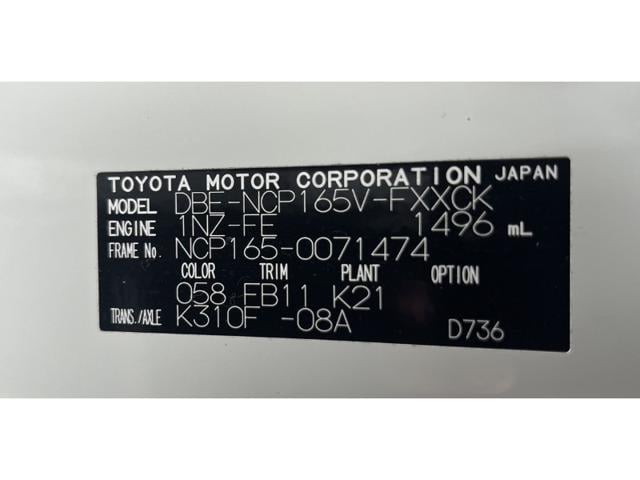 TOYOTA MOTOR CORPORATION JAPAN
MODEL DBE-NCP165V-FXXCK
ENGINE 1NZ-FE 1496 mL
FRAME No. NCP165-0071474
COLOR TRIM PLANT OPTION
058 FB11 K21
TRANS./AXLE K310F -08A D736